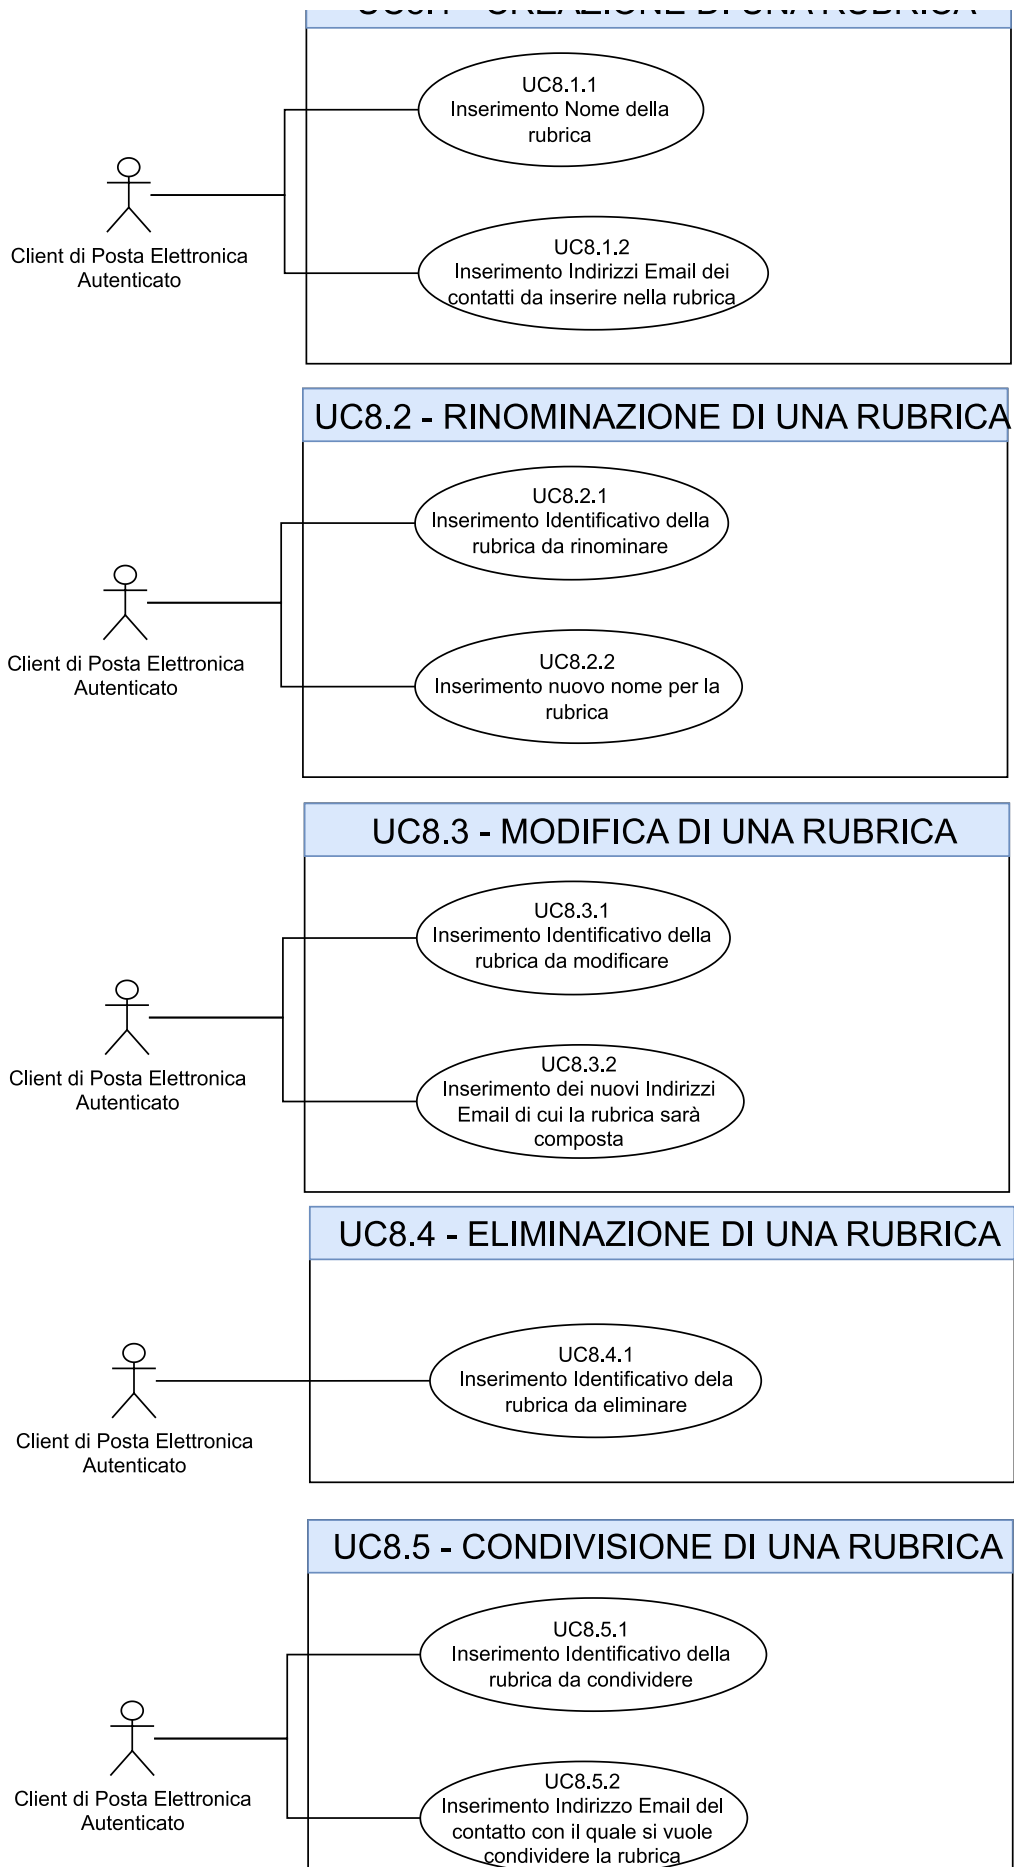 UC8.1 - CREAZIONE DI UNA RUBRICA
UC8.1.1
Inserimento Nome della
rubrica
Client di Posta Elettronica
Autenticato
UC8.1.2
Inserimento Indirizzi Email dei
contatti da inserire nella rubrica
UC8.2 - RINOMINAZIONE DI UNA RUBRICA
UC8.2.1
Inserimento Identificativo della
rubrica da rinominare
Client di Posta Elettronica
Autenticato
UC8.2.2
Inserimento nuovo nome per la
rubrica
UC8.3 - MODIFICA DI UNA RUBRICA
UC8.3.1
Inserimento Identificativo della
rubrica da modificare
Client di Posta Elettronica
Autenticato
UC8.3.2
Inserimento dei nuovi Indirizzi
Email di cui la rubrica sarà
composta
UC8.4 - ELIMINAZIONE DI UNA RUBRICA
UC8.4.1
Inserimento Identificativo dela
rubrica da eliminare
Client di Posta Elettronica
Autenticato
UC8.5 - CONDIVISIONE DI UNA RUBRICA
UC8.5.1
Inserimento Identificativo della
rubrica da condividere
Client di Posta Elettronica
Autenticato
UC8.5.2
Inserimento Indirizzo Email del
contatto con il quale si vuole
condividere la rubrica